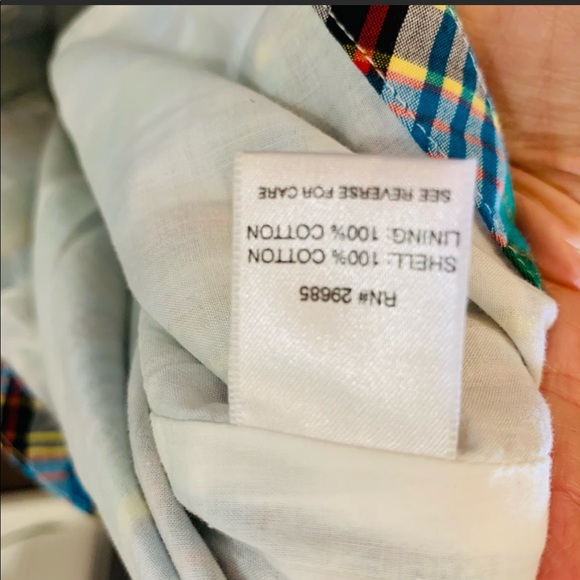 RN# 29685
SHELL: 100% COTTON
LINING: 100% COTTON
SEE REVERSE FOR CARE